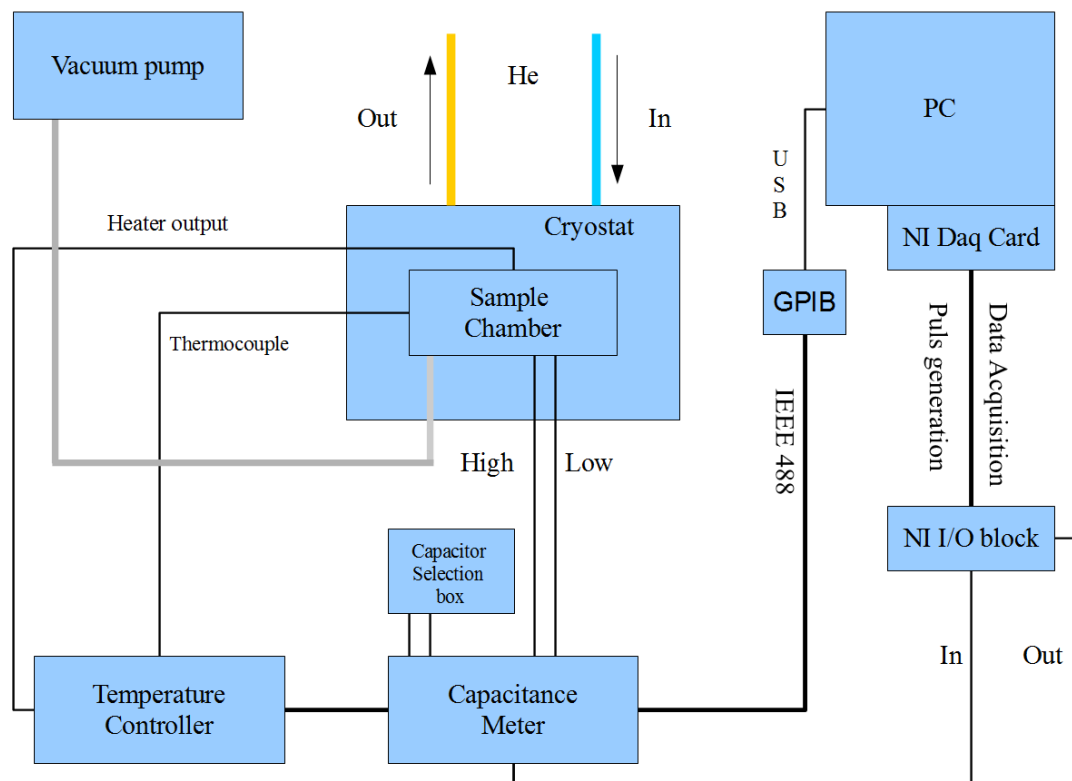 Vacuum pump
He
Out
In
PC
U
S
B
Heater output
Cryostat
NI Daq Card
Sample
Chamber
GPIB
Thermocouple
Puls generation
Data Acquisition
IEEE 488
High
Low
Capacitor
Selection
box
NI I/O block
In
Out
Temperature
Controller
Capacitance
Meter